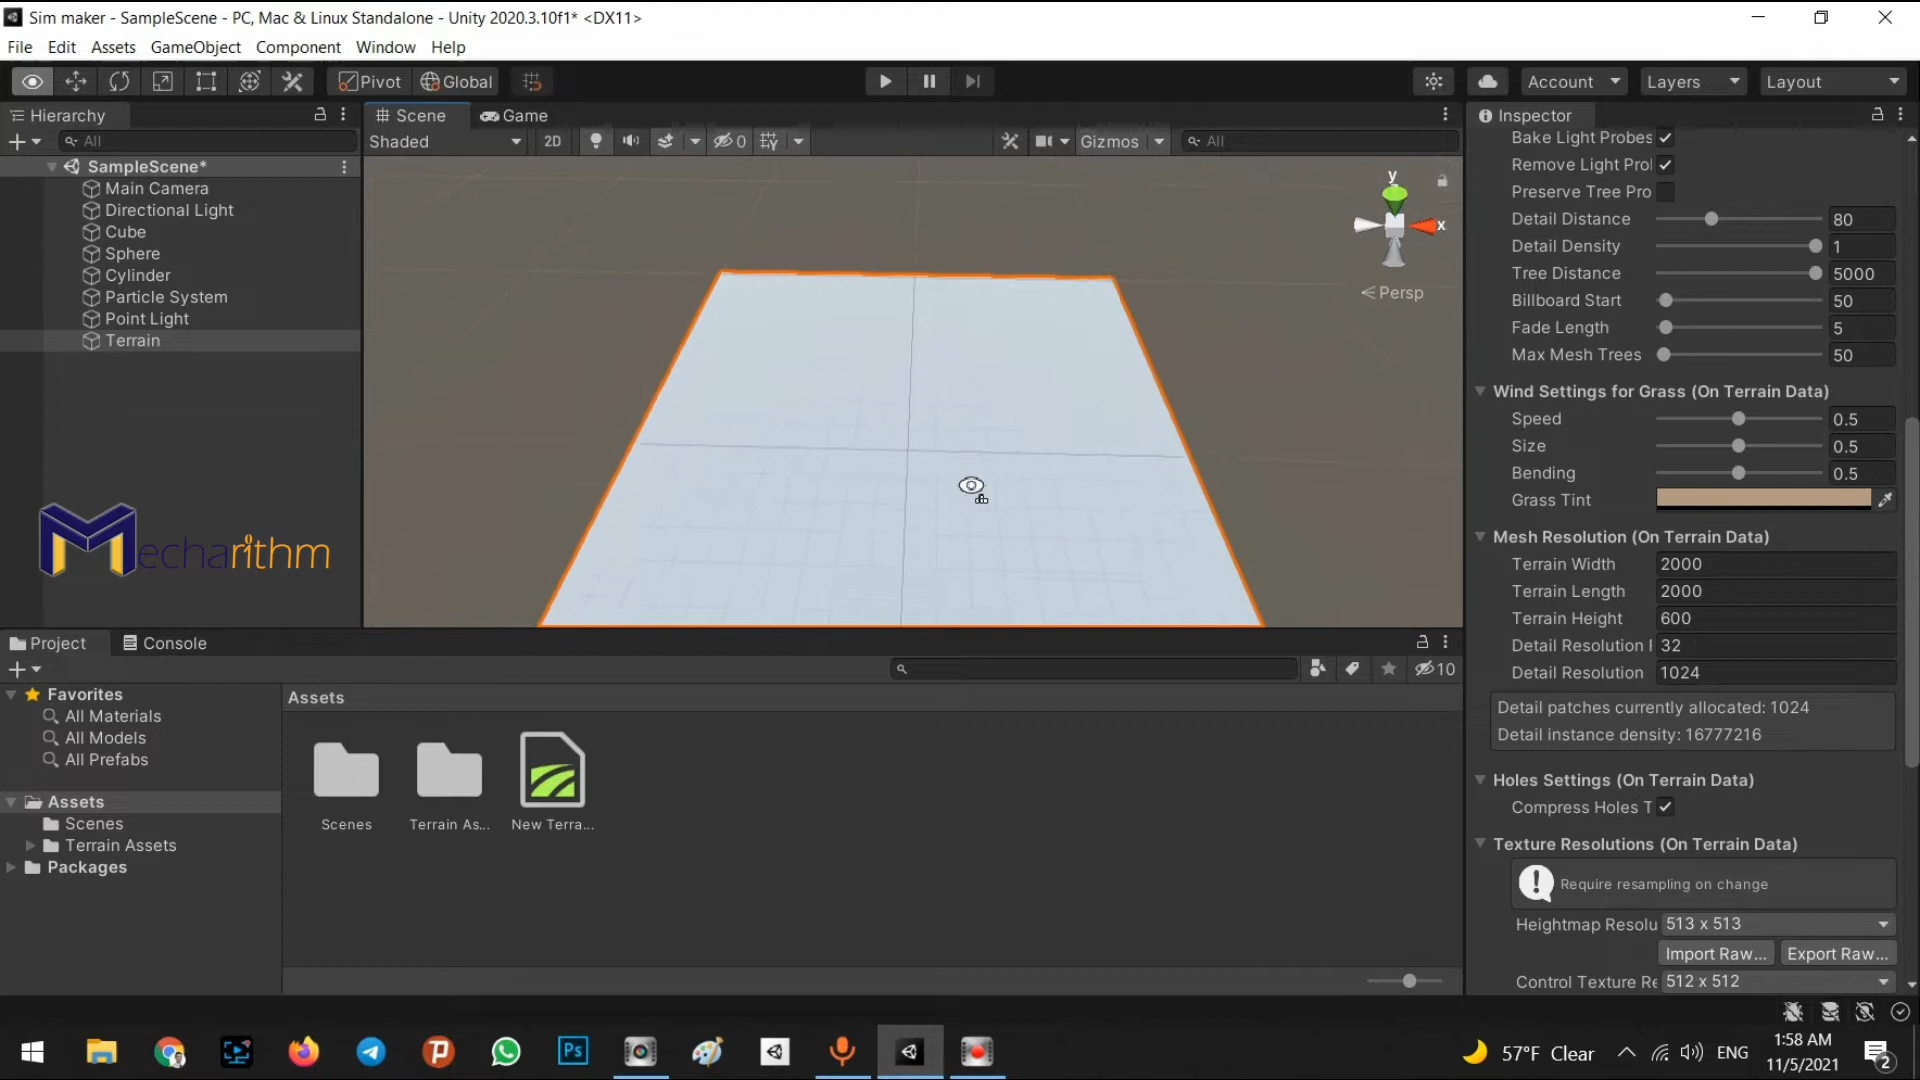 Sim maker - SampleScene - PC, Mac & Linux Standalone - Unity 2020.3.10f1* <DX11>
File Edit Assets GameObject Component Window Help
Pivot Global Account Layers Layout
Hierarchy
All
SampleScene*
Main Camera
Directional Light
Cube
Sphere
Cylinder
Particle System
Point Light
Terrain
Mecharithm
Scene Game
Shaded 2D 0 Gizmos All
y
x
Persp
Inspector
Bake Light Probes
Remove Light Prol
Preserve Tree Pro
Detail Distance 80
Detail Density 1
Tree Distance 5000
Billboard Start 50
Fade Length 5
Max Mesh Trees 50
Wind Settings for Grass (On Terrain Data)
Speed 0.5
Size 0.5
Bending 0.5
Grass Tint
Mesh Resolution (On Terrain Data)
Terrain Width 2000
Terrain Length 2000
Terrain Height 600
Detail Resolution 32
Detail Resolution 1024
Detail patches currently allocated: 1024
Detail instance density: 16777216
Holes Settings (On Terrain Data)
Compress Holes T
Texture Resolutions (On Terrain Data)
Require resampling on change
Heightmap Resolu 513 x 513
Import Raw... Export Raw...
Control Texture Re 512 x 512
Project Console
10
Favorites
All Materials
All Models
All Prefabs
Assets
Scenes
Terrain Assets
Packages
Assets
Scenes Terrain As... New Terra...
Ps
57°F Clear ENG
1:58 AM
11/5/2021
2